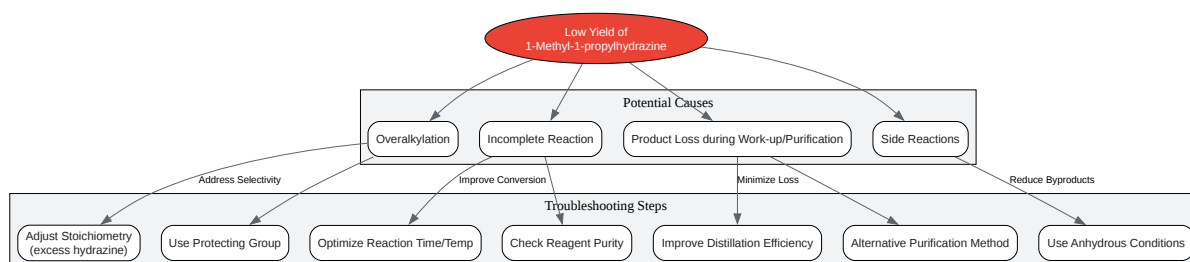 Low Yield of
1-Methyl-1-propylhydrazine
Potential Causes
Overalkylation
Incomplete Reaction
Product Loss during Work-up/Purification
Side Reactions
Address Selectivity
Improve Conversion
Minimize Loss
Reduce Byproducts
Troubleshooting Steps
Adjust Stoichiometry
(excess hydrazine)
Use Protecting Group
Optimize Reaction Time/Temp
Check Reagent Purity
Improve Distillation Efficiency
Alternative Purification Method
Use Anhydrous Conditions